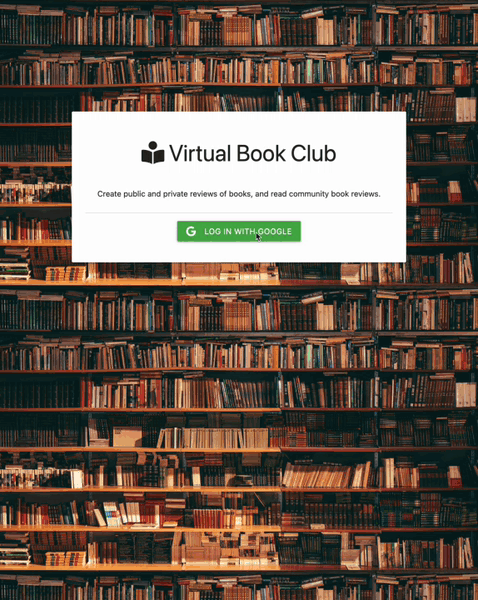 Virtual Book Club
Create public and private reviews of books, and read community book reviews.
LOG IN WITH GOOGLE